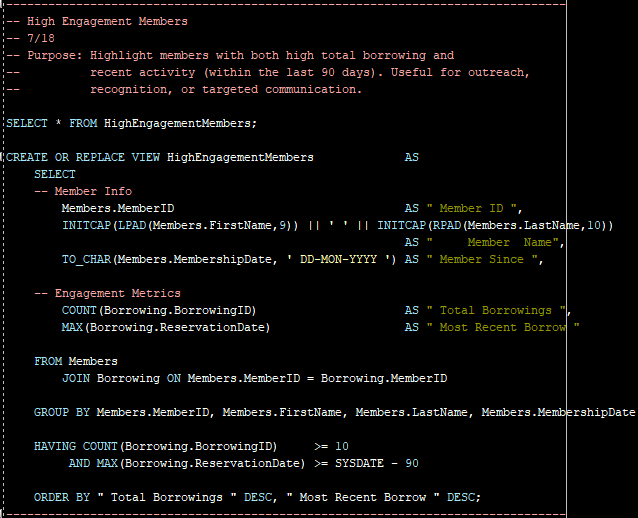 --------------------------------------------------------------------------------
-- High Engagement Members
-- 7/18
-- Purpose: Highlight members with both high total borrowing and
--          recent activity (within the last 90 days). Useful for outreach,
--          recognition, or targeted communication.

SELECT * FROM HighEngagementMembers;

CREATE OR REPLACE VIEW HighEngagementMembers             AS
    SELECT
    -- Member Info
        Members.MemberID                                 AS " Member ID ",
        INITCAP(LPAD(Members.FirstName,9)) || ' ' || INITCAP(RPAD(Members.LastName,10))
                                                         AS "     Member  Name",
        TO_CHAR(Members.MembershipDate, ' DD-MON-YYYY ') AS " Member Since ",

    -- Engagement Metrics
        COUNT(Borrowing.BorrowingID)                     AS " Total Borrowings ",
        MAX(Borrowing.ReservationDate)                   AS " Most Recent Borrow "

    FROM Members
        JOIN Borrowing ON Members.MemberID = Borrowing.MemberID

    GROUP BY Members.MemberID, Members.FirstName, Members.LastName, Members.MembershipDate

    HAVING COUNT(Borrowing.BorrowingID)     >= 10
         AND MAX(Borrowing.ReservationDate) >= SYSDATE - 90

    ORDER BY " Total Borrowings " DESC, " Most Recent Borrow " DESC;
--------------------------------------------------------------------------------